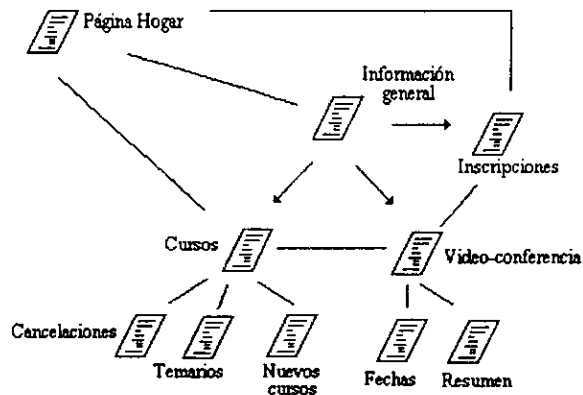 Página Hogar
Información
general
Inscripciones
Cursos
Video-conferencia
Cancelaciones
Temarios
Nuevos
cursos
Fechas
Resumen